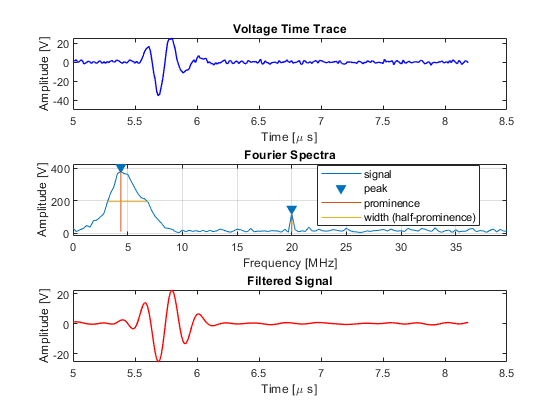 Voltage Time Trace
Amplitude [V]
20
0
-20
-40
5 5.5 6 6.5 7 7.5 8 8.5
Time [μ s]
Fourier Spectra
Amplitude [V]
400
200
0
signal
peak
prominence
width (half-prominence)
0 5 10 15 20 25 30 35
Frequency [MHz]
Filtered Signal
Amplitude [V]
20
0
-20
5 5.5 6 6.5 7 7.5 8 8.5
Time [μ s]